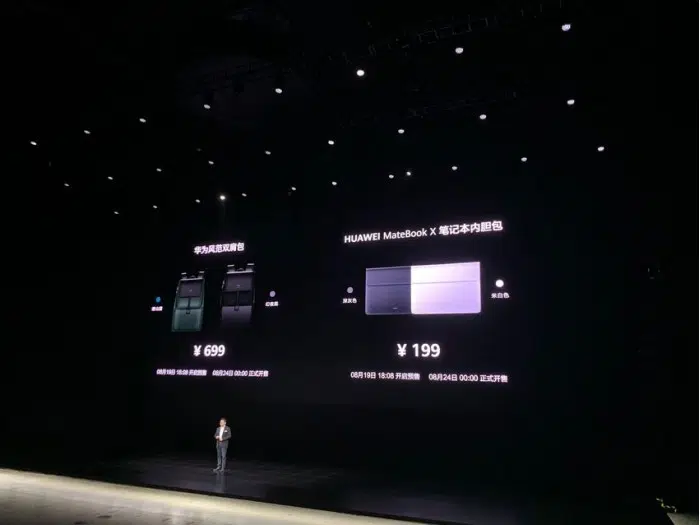 华为风范双肩包
¥ 699
08月19日 18:08 开启预售 08月24日 00:00 正式开售
HUAWEI MateBook X 笔记本内胆包
深灰色
米白色
¥ 199
08月19日 18:08 开启预售 08月24日 00:00 正式开售